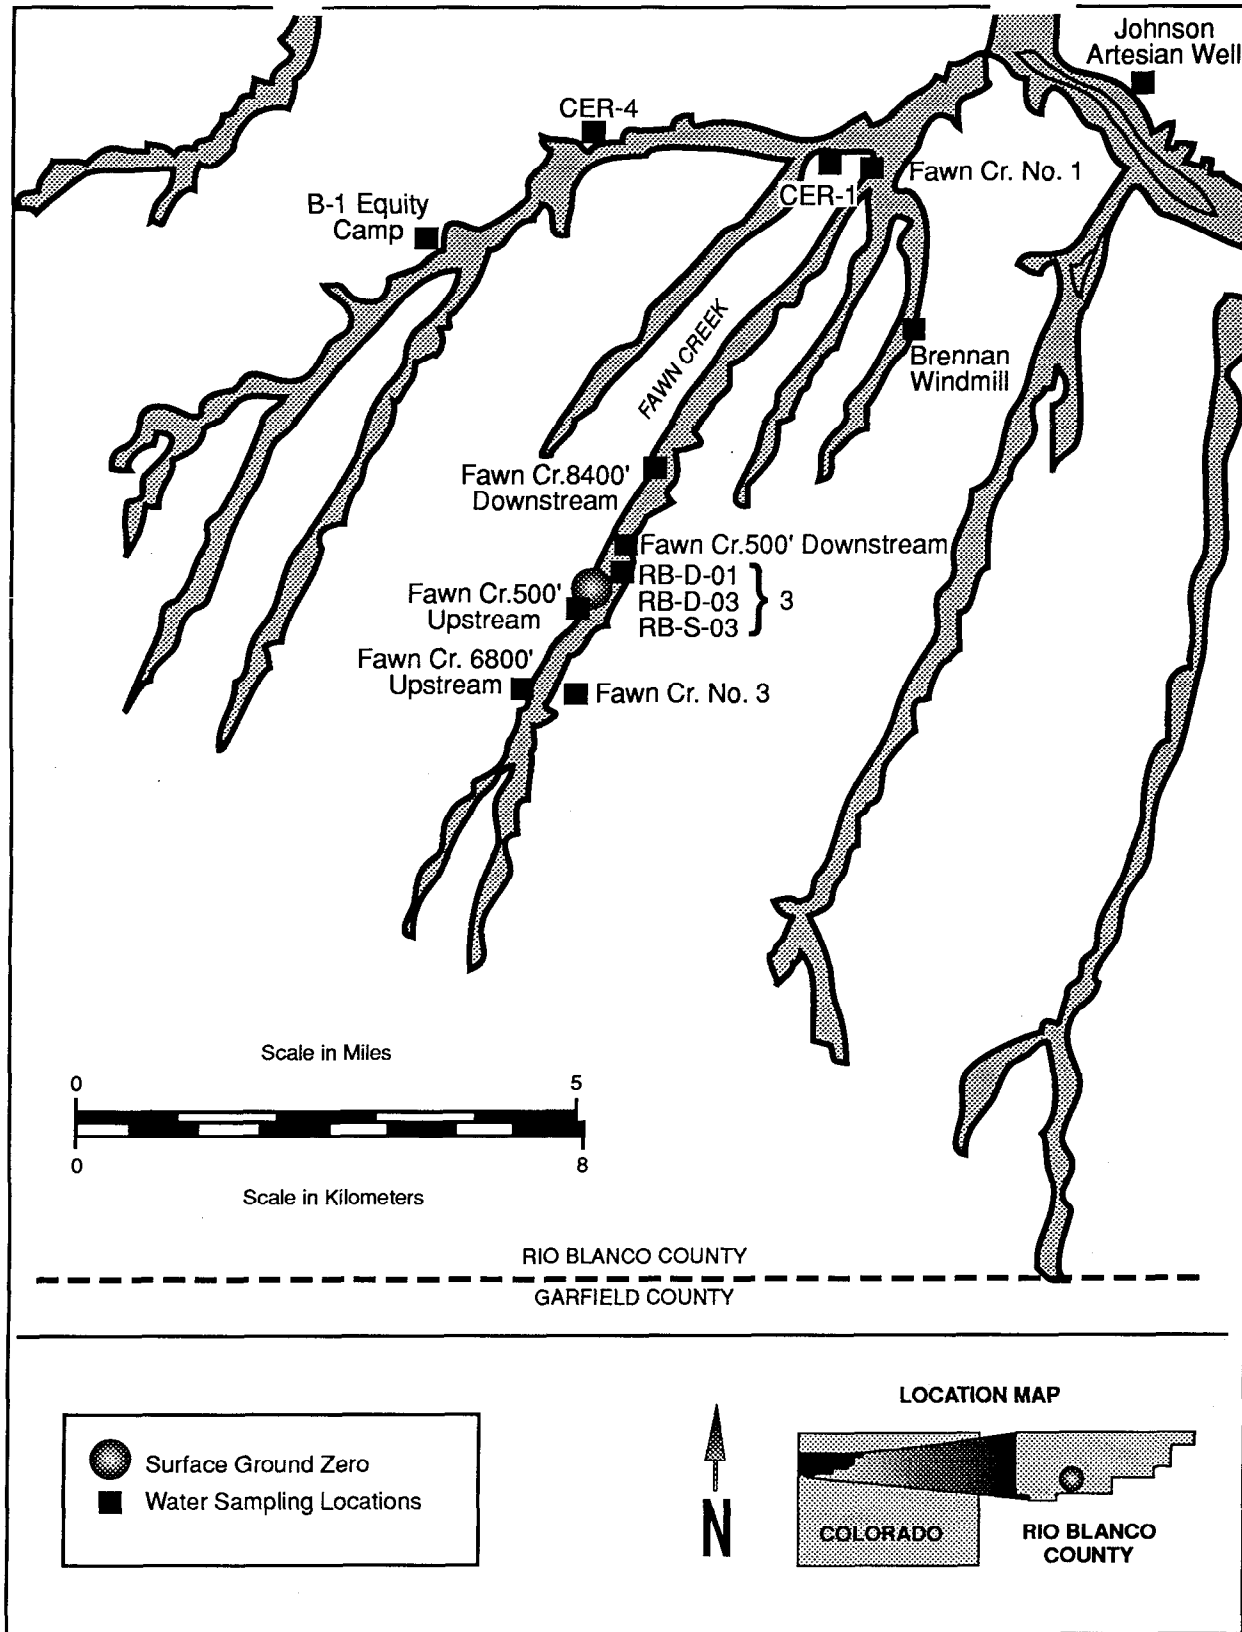 Johnson
Artesian Well
CER-4
Fawn Cr. No. 1
CER-1
B-1 Equity
Camp
FAWN CREEK
Brennan
Windmill
Fawn Cr.8400'
Downstream
Fawn Cr.500' Downstream
RB-D-01
RB-D-03 } 3
RB-S-03
Fawn Cr.500'
Upstream
Fawn Cr. 6800'
Upstream
Fawn Cr. No. 3
Scale in Miles
0 5
0 8
Scale in Kilometers
RIO BLANCO COUNTY
GARFIELD COUNTY
Surface Ground Zero
Water Sampling Locations
N
LOCATION MAP
COLORADO
RIO BLANCO
COUNTY